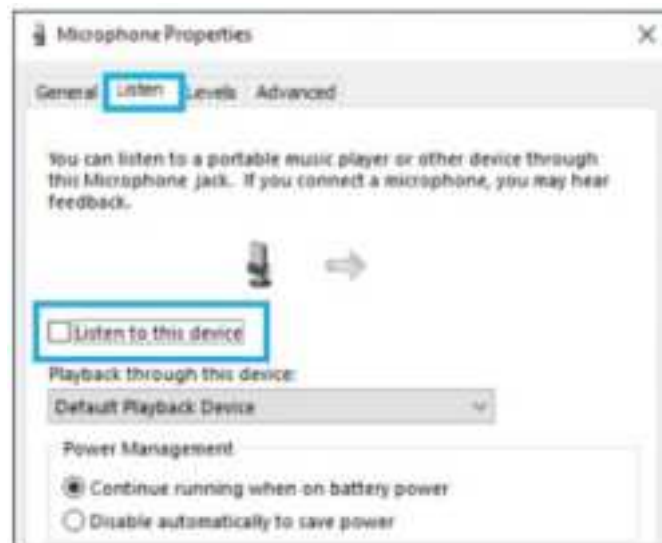 Microphone Properties
General Listen Levels Advanced
You can listen to a portable music player or other device through
this Microphone jack. If you connect a microphone, you may hear
feedback.
Listen to this device
Playback through this device:
Default Playback Device
Power Management
Continue running when on battery power
Disable automatically to save power